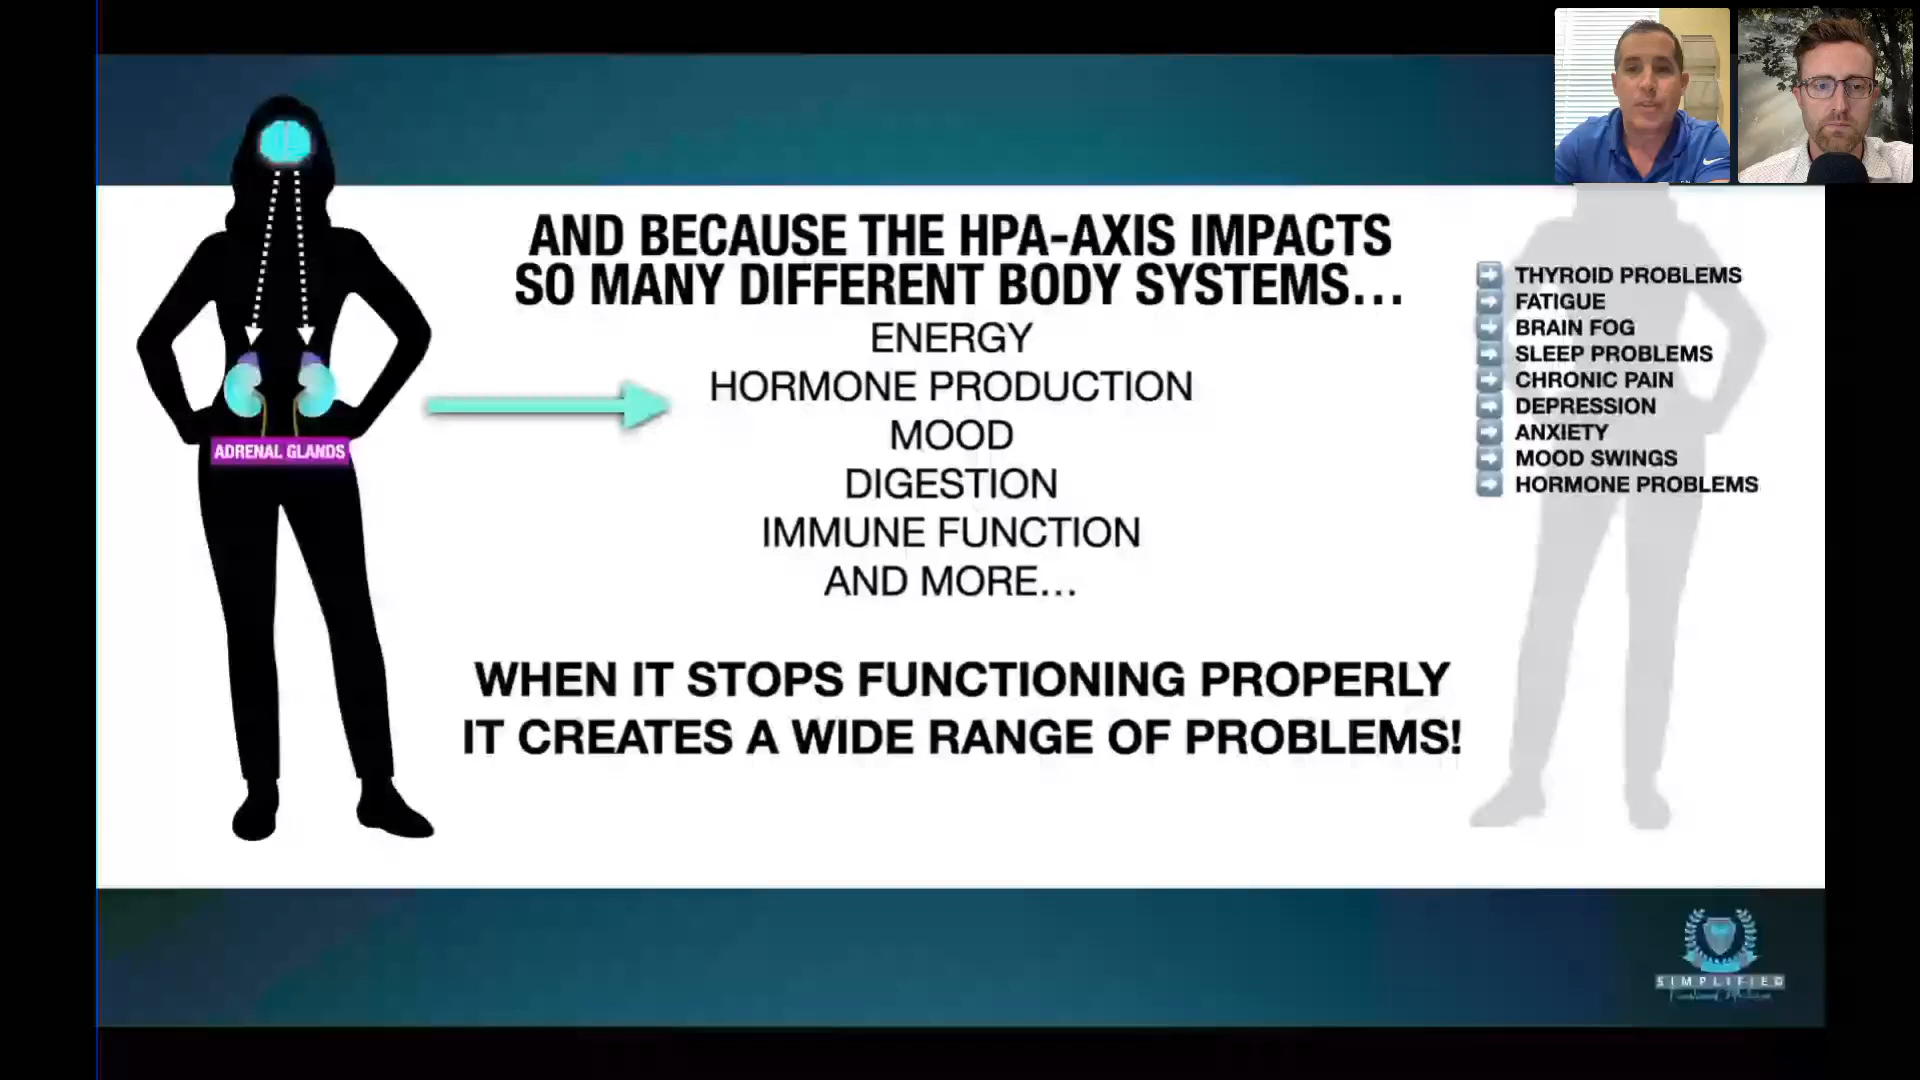 AND BECAUSE THE HPA-AXIS IMPACTS
SO MANY DIFFERENT BODY SYSTEMS...
ENERGY
HORMONE PRODUCTION
MOOD
DIGESTION
IMMUNE FUNCTION
AND MORE...
WHEN IT STOPS FUNCTIONING PROPERLY
IT CREATES A WIDE RANGE OF PROBLEMS!
ADRENAL GLANDS
THYROID PROBLEMS
FATIGUE
BRAIN FOG
SLEEP PROBLEMS
CHRONIC PAIN
DEPRESSION
ANXIETY
MOOD SWINGS
HORMONE PROBLEMS
SIMPLIFIED